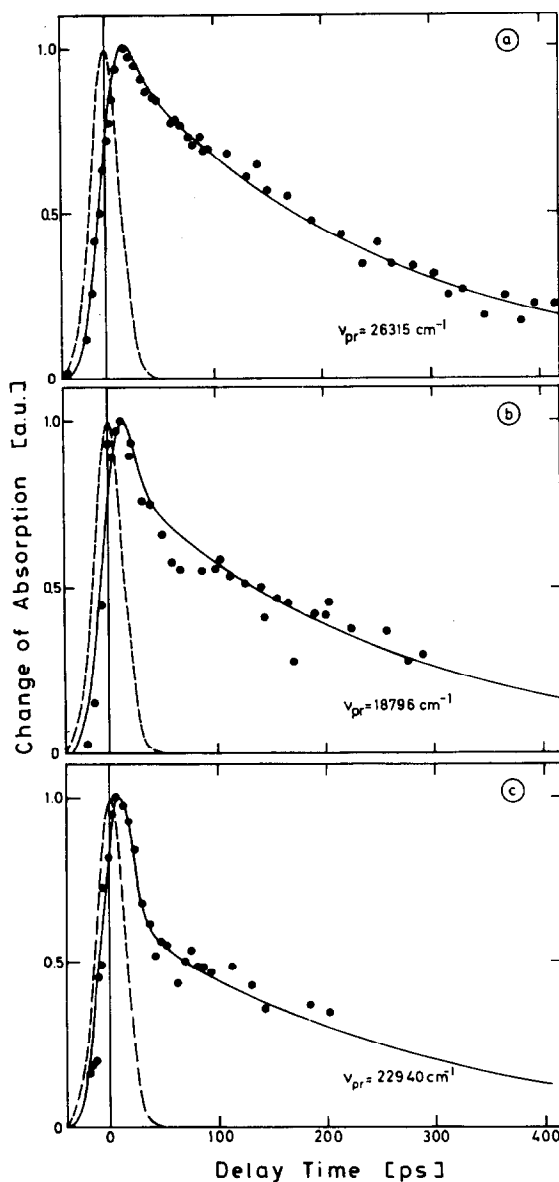 ⓐ
1.0
0.5
0
ν_pr = 26315 cm⁻¹
ⓑ
1.0
0.5
0
ν_pr = 18796 cm⁻¹
ⓒ
1.0
0.5
0
ν_pr = 22940 cm⁻¹
0 100 200 300 400
Change of Absorption [a.u.]
Delay Time [ps]